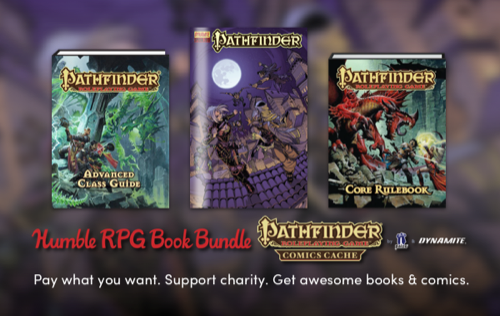 PATHFINDER
ROLEPLAYING GAME
ADVANCED
CLASS GUIDE
PATHFINDER
PATHFINDER
ROLEPLAYING GAME
CORE RULEBOOK
Humble RPG Book Bundle
PATHFINDER
ROLEPLAYING GAME
COMICS CACHE
by
&
DYNAMITE.
Pay what you want. Support charity. Get awesome books & comics.